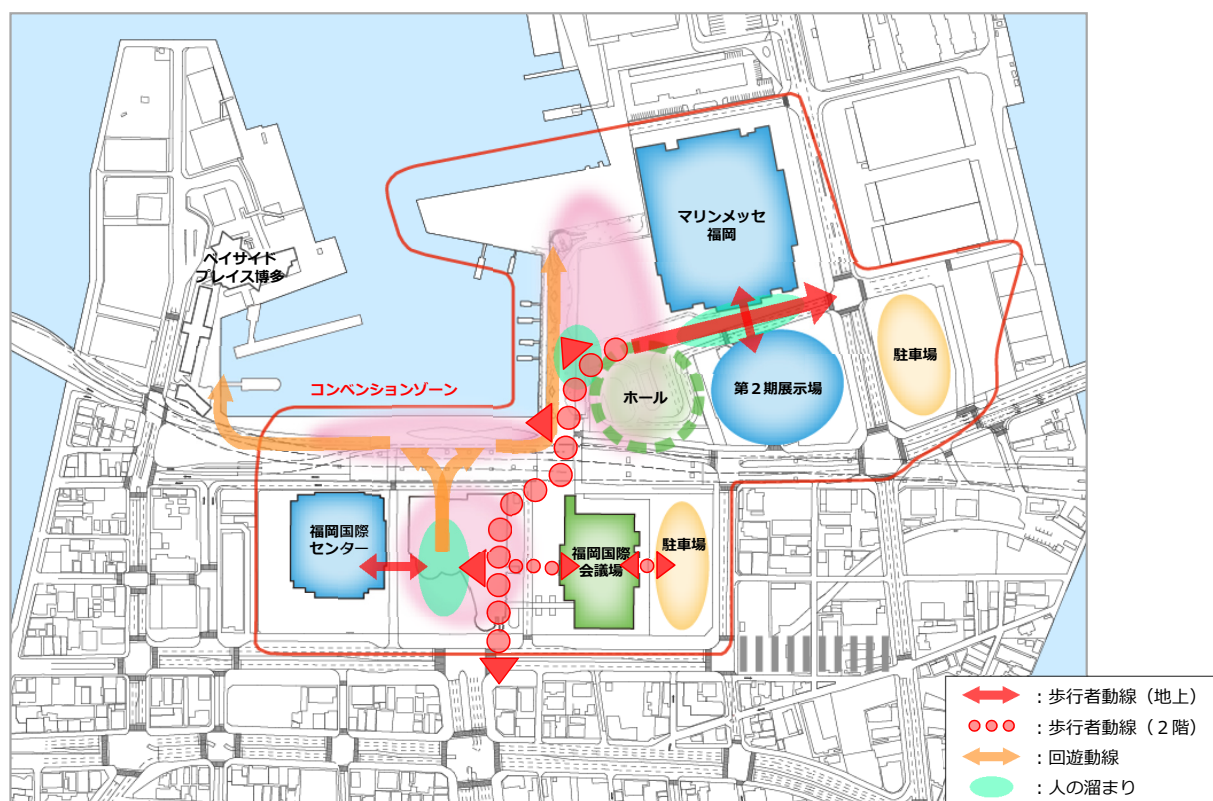 マリンメッセ
福岡
ベイサイド
プレイス博多
コンベンションゾーン
ホール
第２期展示場
駐車場
福岡国際
センター
福岡国際
会議場
駐車場
：歩行者動線（地上）
：歩行者動線（２階）
：回遊動線
：人の溜まり